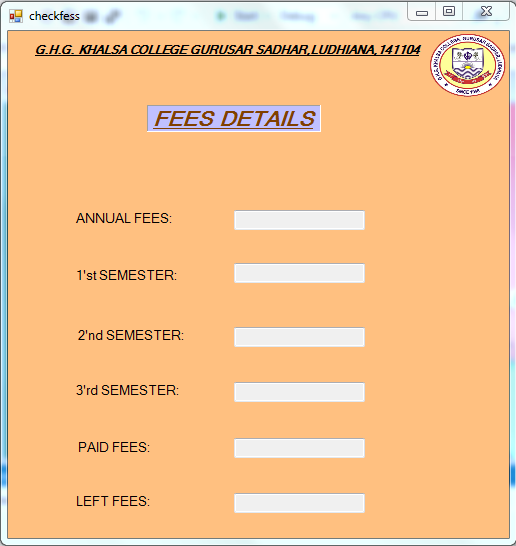 checkfess
G.H.G. KHALSA COLLEGE GURUSAR SADHAR,LUDHIANA,141104
FEES DETAILS
ANNUAL FEES:
1'st SEMESTER:
2'nd SEMESTER:
3'rd SEMESTER:
PAID FEES:
LEFT FEES: